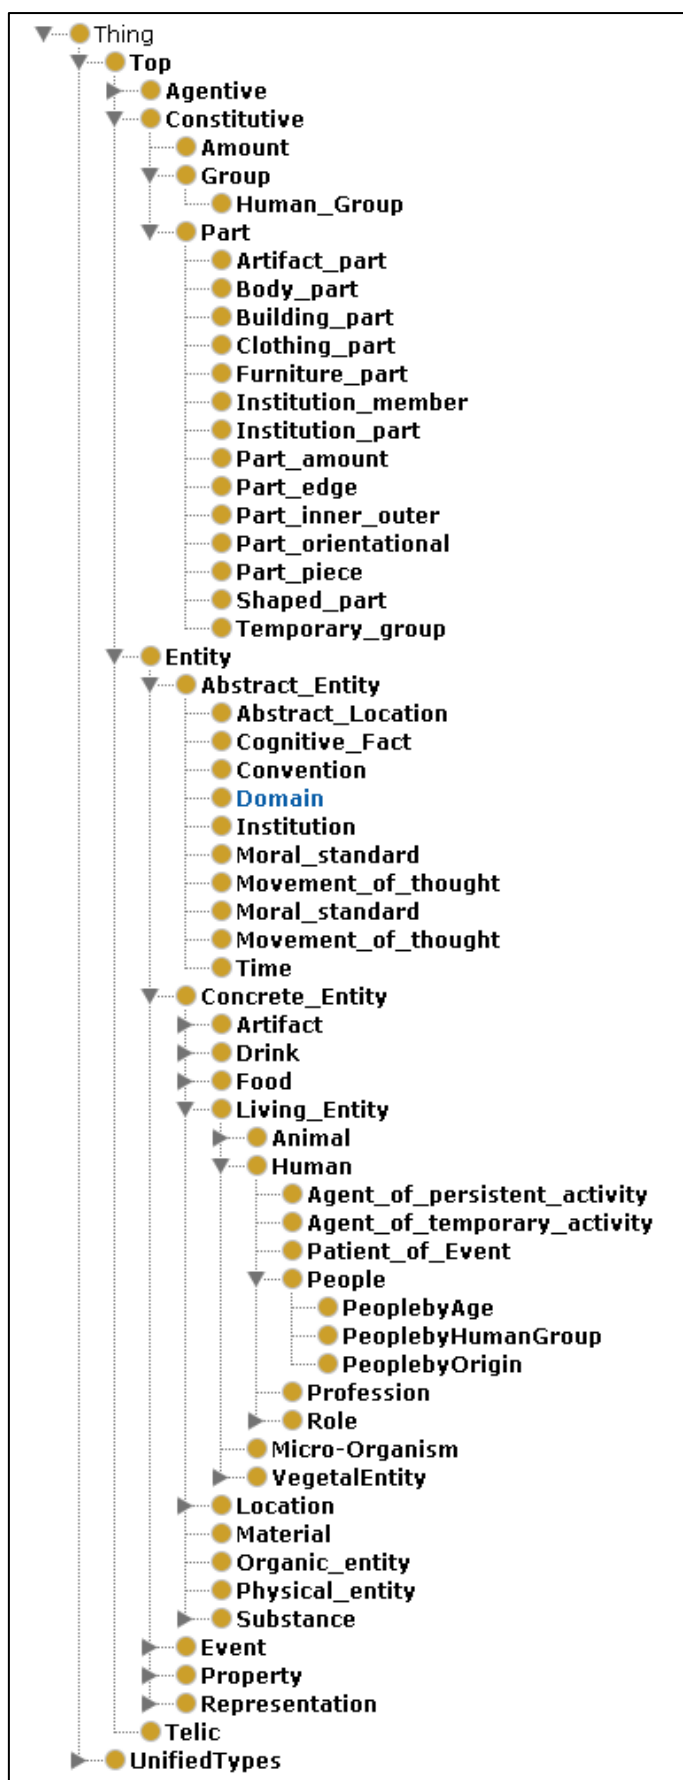 Thing
Top
Agentive
Constitutive
Amount
Group
Human_Group
Part
Artifact_part
Body_part
Building_part
Clothing_part
Furniture_part
Institution_member
Institution_part
Part_amount
Part_edge
Part_inner_outer
Part_orientational
Part_piece
Shaped_part
Temporary_group
Entity
Abstract_Entity
Abstract_Location
Cognitive_Fact
Convention
Domain
Institution
Moral_standard
Movement_of_thought
Moral_standard
Movement_of_thought
Time
Concrete_Entity
Artifact
Drink
Food
Living_Entity
Animal
Human
Agent_of_persistent_activity
Agent_of_temporary_activity
Patient_of_Event
People
PeoplebyAge
PeoplebyHumanGroup
PeoplebyOrigin
Profession
Role
Micro-Organism
VegetalEntity
Location
Material
Organic_entity
Physical_entity
Substance
Event
Property
Representation
Telic
UnifiedTypes